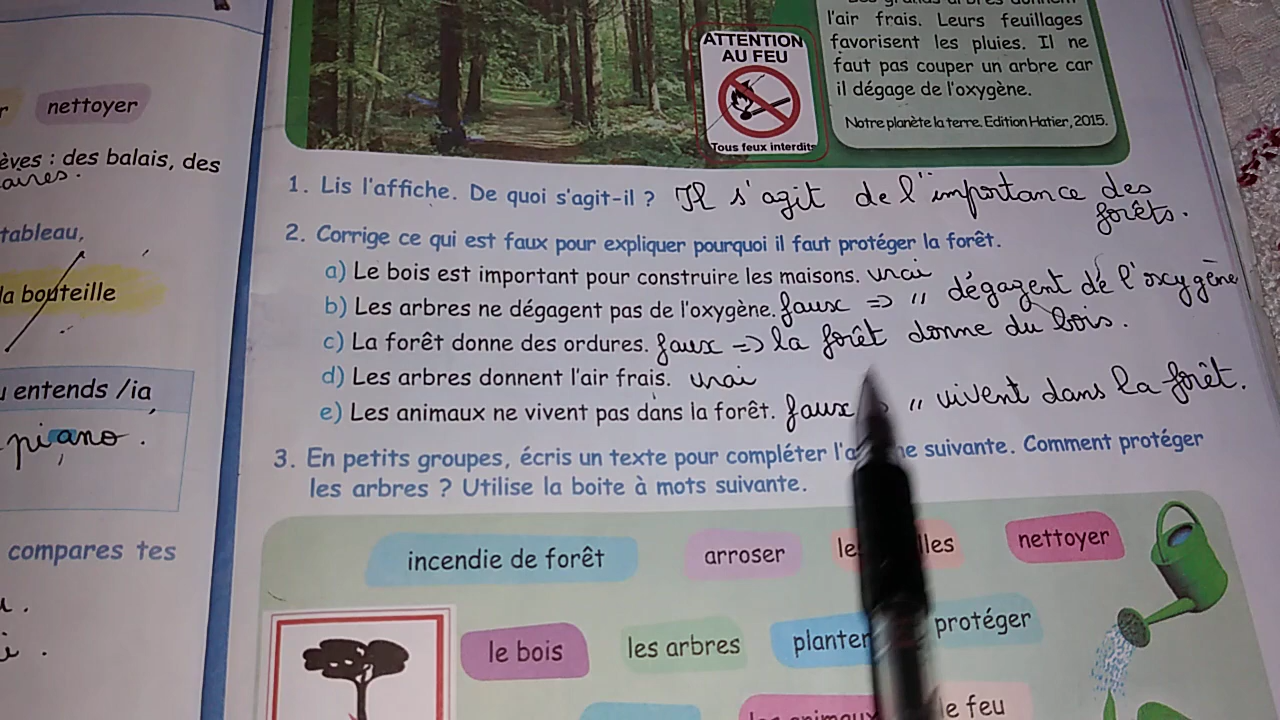 l'air frais. Leurs feuillages
favorisent les pluies. Il ne
faut pas couper un arbre car
il dégage de l'oxygène.
Notre planète la terre. Edition Hatier, 2015.
ATTENTION
AU FEU
Tous feux interdits
nettoyer
èves : des balais, des
aires.
tableau,
la bouteille
entends /ia
piano.
compares tes
1. Lis l'affiche. De quoi s'agit-il ? Il s'agit de l'importance des
forêts.
2. Corrige ce qui est faux pour expliquer pourquoi il faut protéger la forêt.
a) Le bois est important pour construire les maisons. vrai
b) Les arbres ne dégagent pas de l'oxygène. faux => " dégagent de l'oxygène
c) La forêt donne des ordures. faux => la forêt donne du bois.
d) Les arbres donnent l'air frais. vrai
e) Les animaux ne vivent pas dans la forêt. faux " vivent dans la forêt.
3. En petits groupes, écris un texte pour compléter suivante. Comment protéger
les arbres ? Utilise la boite à mots suivante.
incendie de forêt arroser nettoyer
le bois les arbres planter protéger
le feu